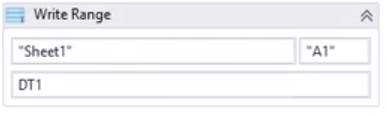 Write Range
"Sheet1" "A1"
DT1